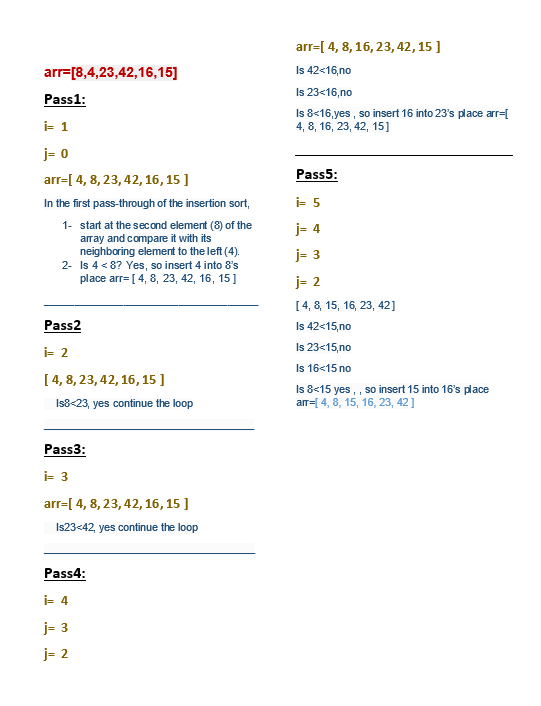 arr=[8,4,23,42,16,15]
Pass1:
i= 1
j= 0
arr=[ 4, 8, 23, 42, 16, 15 ]
In the first pass-through of the insertion sort,
1- start at the second element (8) of the
array and compare it with its
neighboring element to the left (4).
2- Is 4 < 8? Yes, so insert 4 into 8's
place arr= [ 4, 8, 23, 42, 16, 15 ]
Pass2
i= 2
[ 4, 8, 23, 42, 16, 15 ]
Is8<23, yes continue the loop
Pass3:
i= 3
arr=[ 4, 8, 23, 42, 16, 15 ]
Is23<42, yes continue the loop
Pass4:
i= 4
j= 3
j= 2
arr=[ 4, 8, 16, 23, 42, 15 ]
Is 42<16,no
Is 23<16,no
Is 8<16,yes , so insert 16 into 23's place arr=[
4, 8, 16, 23, 42, 15 ]
Pass5:
i= 5
j= 4
j= 3
j= 2
[ 4, 8, 15, 16, 23, 42 ]
Is 42<15,no
Is 23<15,no
Is 16<15 no
Is 8<15 yes , , so insert 15 into 16's place
arr=[ 4, 8, 15, 16, 23, 42 ]